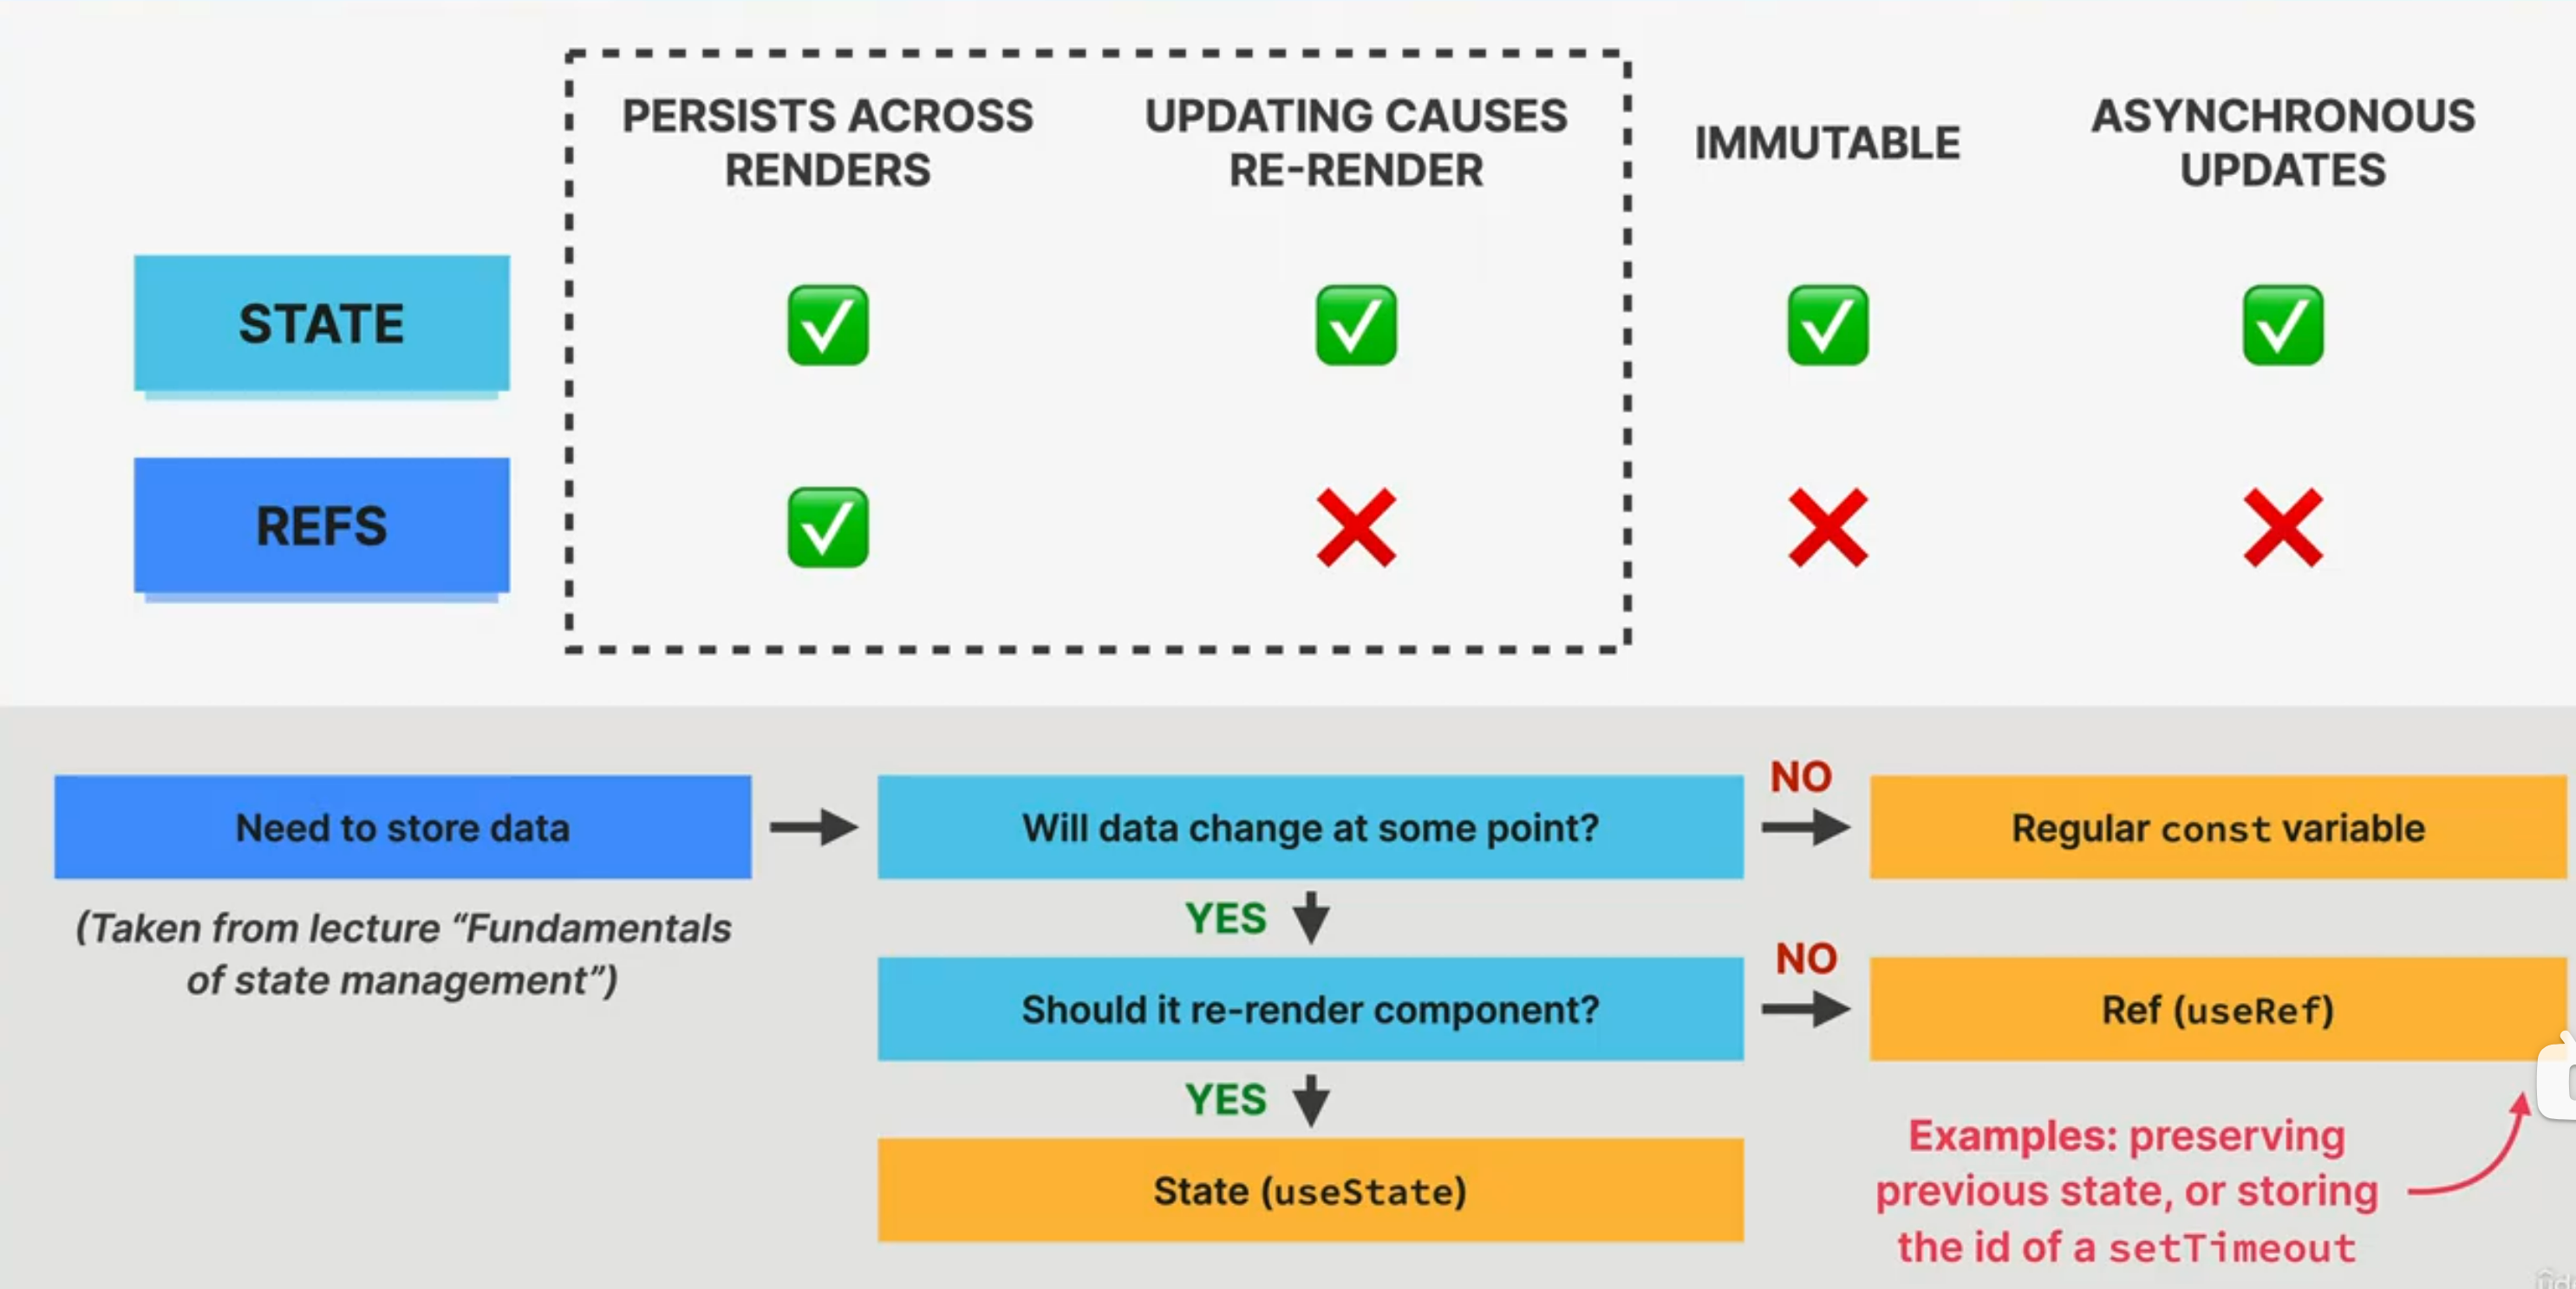 PERSISTS ACROSS
RENDERS
UPDATING CAUSES
RE-RENDER
IMMUTABLE
ASYNCHRONOUS
UPDATES
STATE
REFS
Need to store data
(Taken from lecture “Fundamentals
of state management”)
Will data change at some point?
NO
Regular const variable
YES
Should it re-render component?
NO
Ref (useRef)
YES
State (useState)
Examples: preserving
previous state, or storing
the id of a setTimeout